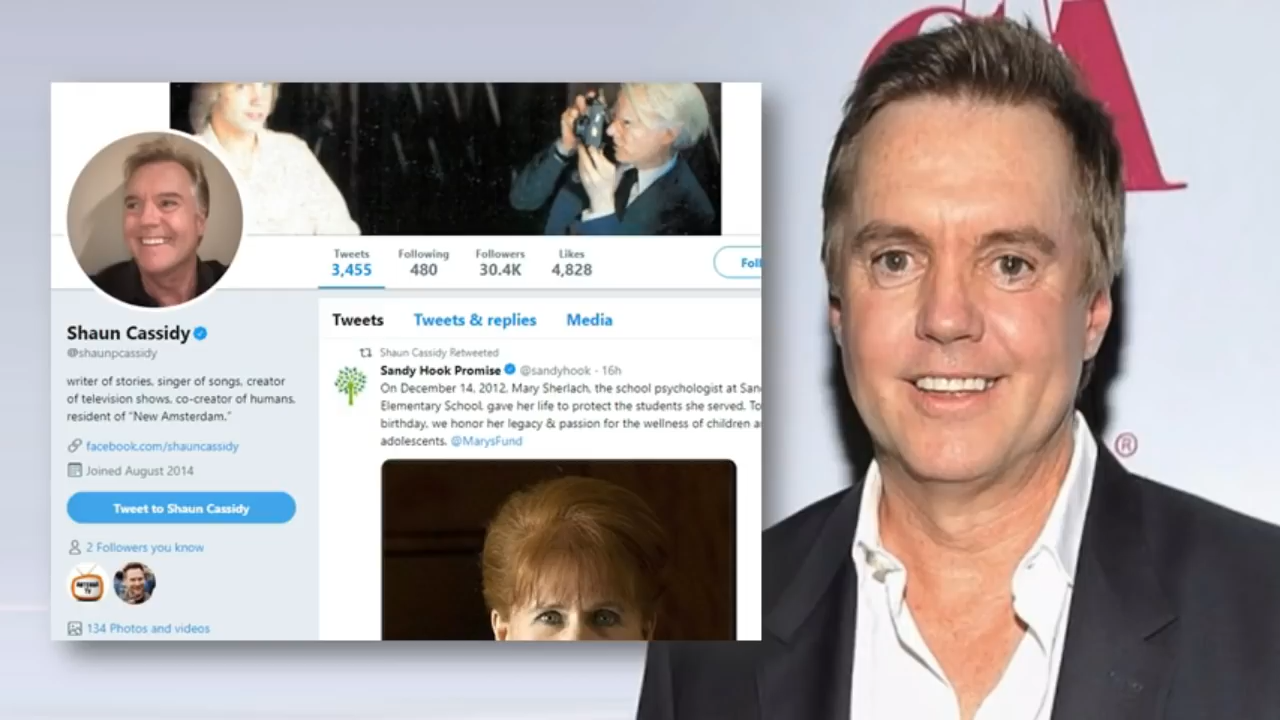 Tweets Following Followers Likes
3,455 480 30.4K 4,828
Foll
Shaun Cassidy
@shaunpcassidy
writer of stories, singer of songs, creator
of television shows, co-creator of humans,
resident of "New Amsterdam."
facebook.com/shauncassidy
Joined August 2014
Tweet to Shaun Cassidy
2 Followers you know
ANTENNA
TV
134 Photos and videos
Tweets Tweets & replies Media
Shaun Cassidy Retweeted
Sandy Hook Promise @sandyhook · 16h
On December 14, 2012, Mary Sherlach, the school psychologist at San
Elementary School, gave her life to protect the students she served. To
birthday, we honor her legacy & passion for the wellness of children a
adolescents. @MarysFund
A
®